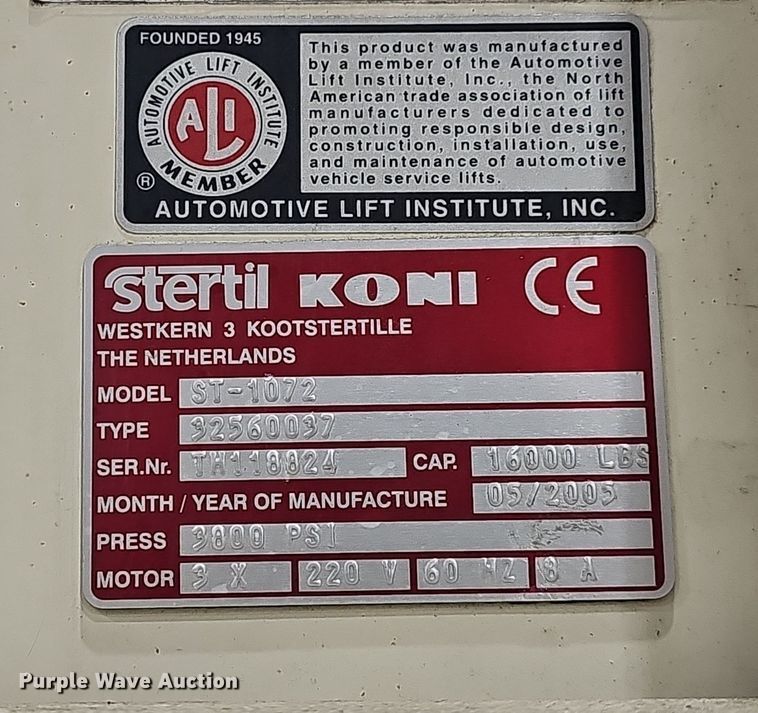 FOUNDED 1945
AUTOMOTIVE LIFT INSTITUTE
ALI
MEMBER
®
This product was manufactured
by a member of the Automotive
Lift Institute, Inc., the North
American trade association of lift
manufacturers dedicated to
promoting responsible design,
construction, installation, use,
and maintenance of automotive
vehicle service lifts.
AUTOMOTIVE LIFT INSTITUTE, INC.
stertil KONI CE
WESTKERN 3 KOOTSTERTILLE
THE NETHERLANDS
MODEL ST-1072
TYPE 32560037
SER.Nr. TW118824 CAP. 16000 LBS
MONTH / YEAR OF MANUFACTURE 05/2005
PRESS 3800 PSI
MOTOR 3 X 220 V 60 HZ 8 A
Purple Wave Auction